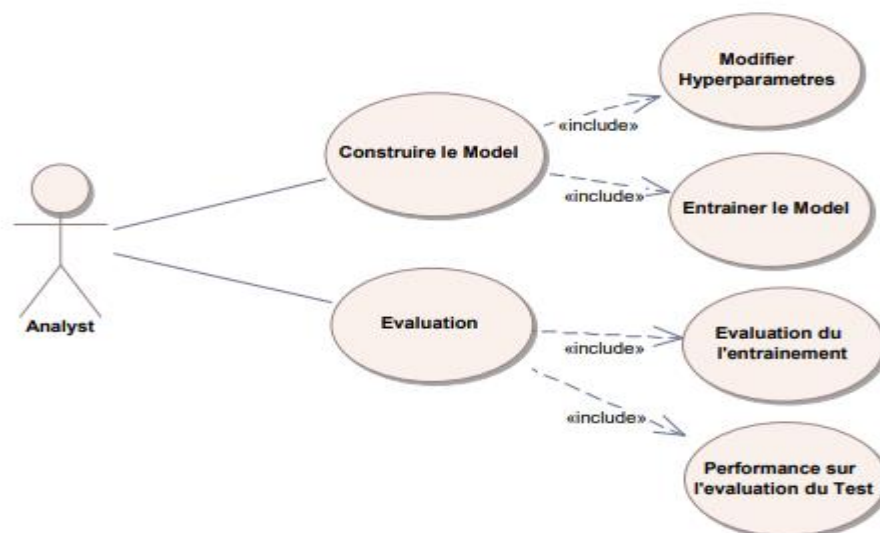 Modifier
Hyperparametres
«include»
Construire le Model
«include»
Entrainer le Model
Analyst
Evaluation
«include»
Evaluation du
l'entrainement
«include»
Performance sur
l'evaluation du Test